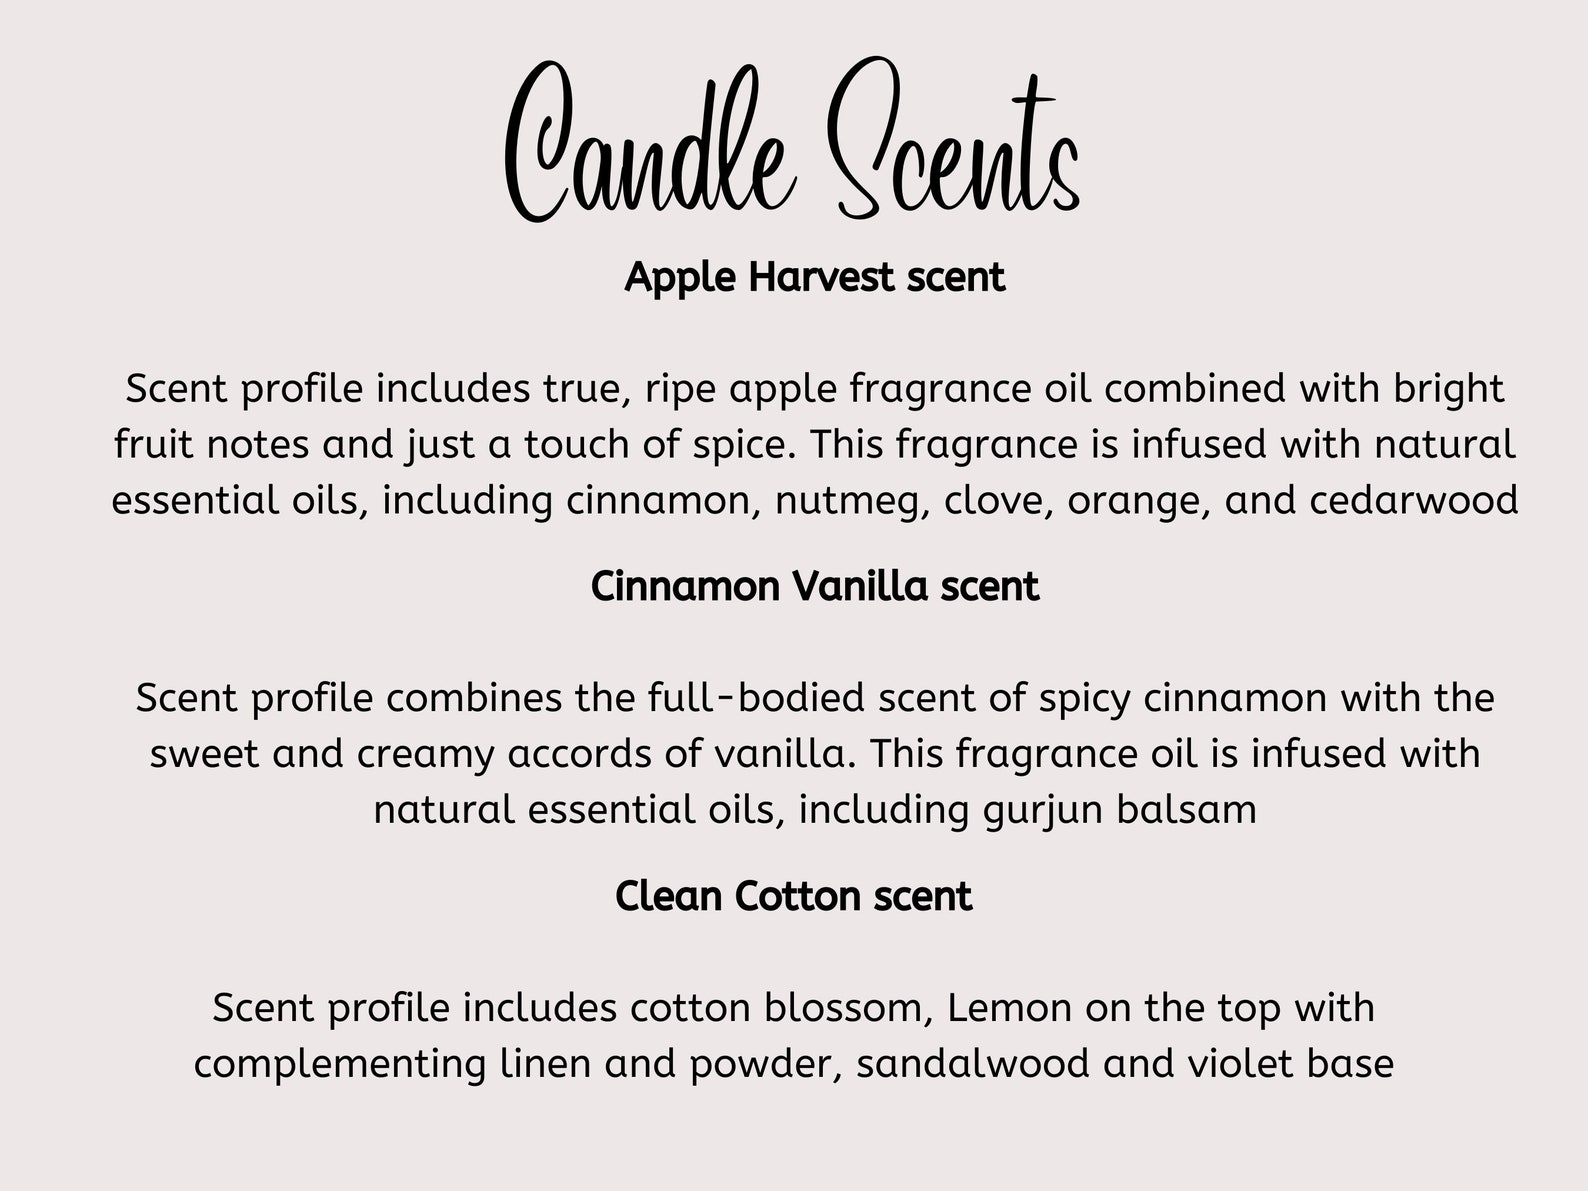 Candle Scents
Apple Harvest scent
Scent profile includes true, ripe apple fragrance oil combined with bright
fruit notes and just a touch of spice. This fragrance is infused with natural
essential oils, including cinnamon, nutmeg, clove, orange, and cedarwood
Cinnamon Vanilla scent
Scent profile combines the full-bodied scent of spicy cinnamon with the
sweet and creamy accords of vanilla. This fragrance oil is infused with
natural essential oils, including gurjun balsam
Clean Cotton scent
Scent profile includes cotton blossom, Lemon on the top with
complementing linen and powder, sandalwood and violet base